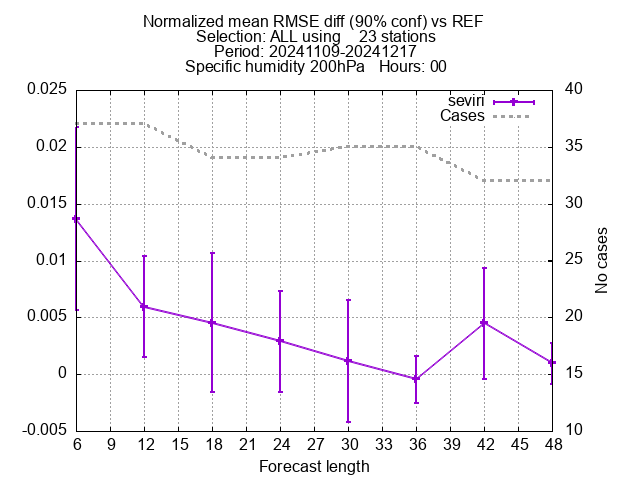 Normalized mean RMSE diff (90% conf) vs REF
Selection: ALL using    23 stations
Period: 20241109-20241217
Specific humidity 200hPa   Hours: 00
seviri
Cases
0.025
0.02
0.015
0.01
0.005
0
-0.005
40
35
30
25
20
15
10
No cases
6 9 12 15 18 21 24 27 30 33 36 39 42 45 48
Forecast length